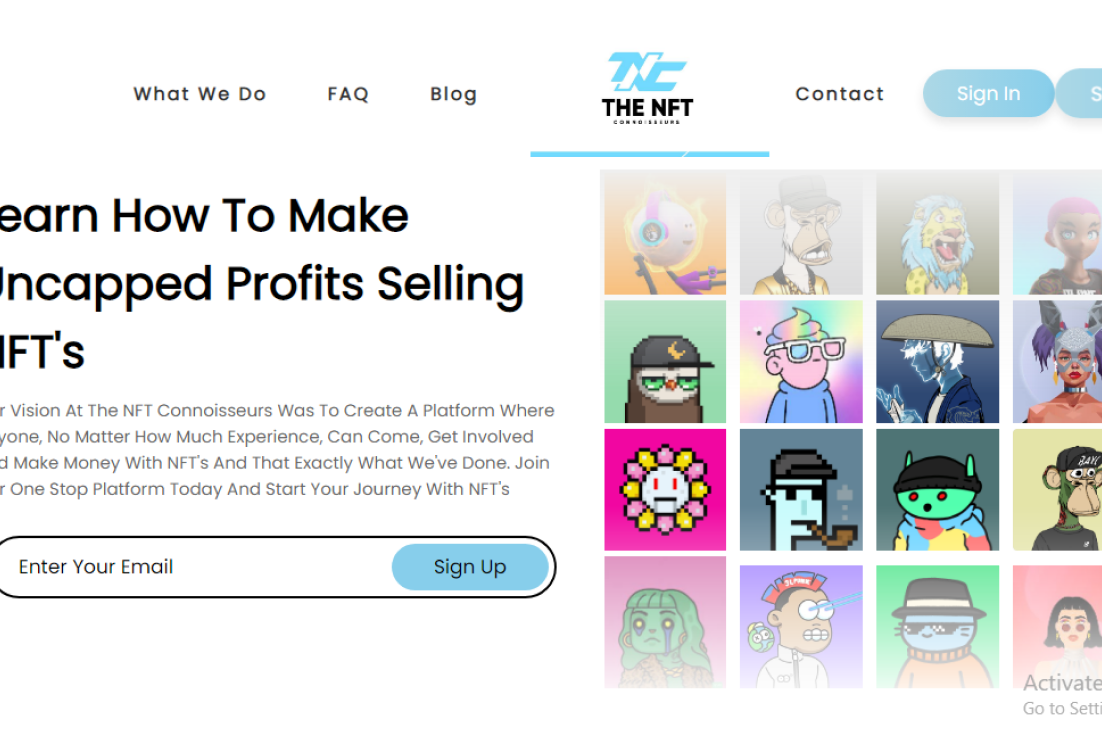 What We Do
FAQ
Blog
TNC
THE NFT
CONNOISSEURS
Contact
Sign In
S
earn How To Make
Uncapped Profits Selling
NFT's
r Vision At The NFT Connoisseurs Was To Create A Platform Where
yone, No Matter How Much Experience, Can Come, Get Involved
d Make Money With NFT's And That Exactly What We've Done. Join
r One Stop Platform Today And Start Your Journey With NFT's
Enter Your Email
Sign Up
Activate
Go to Setti